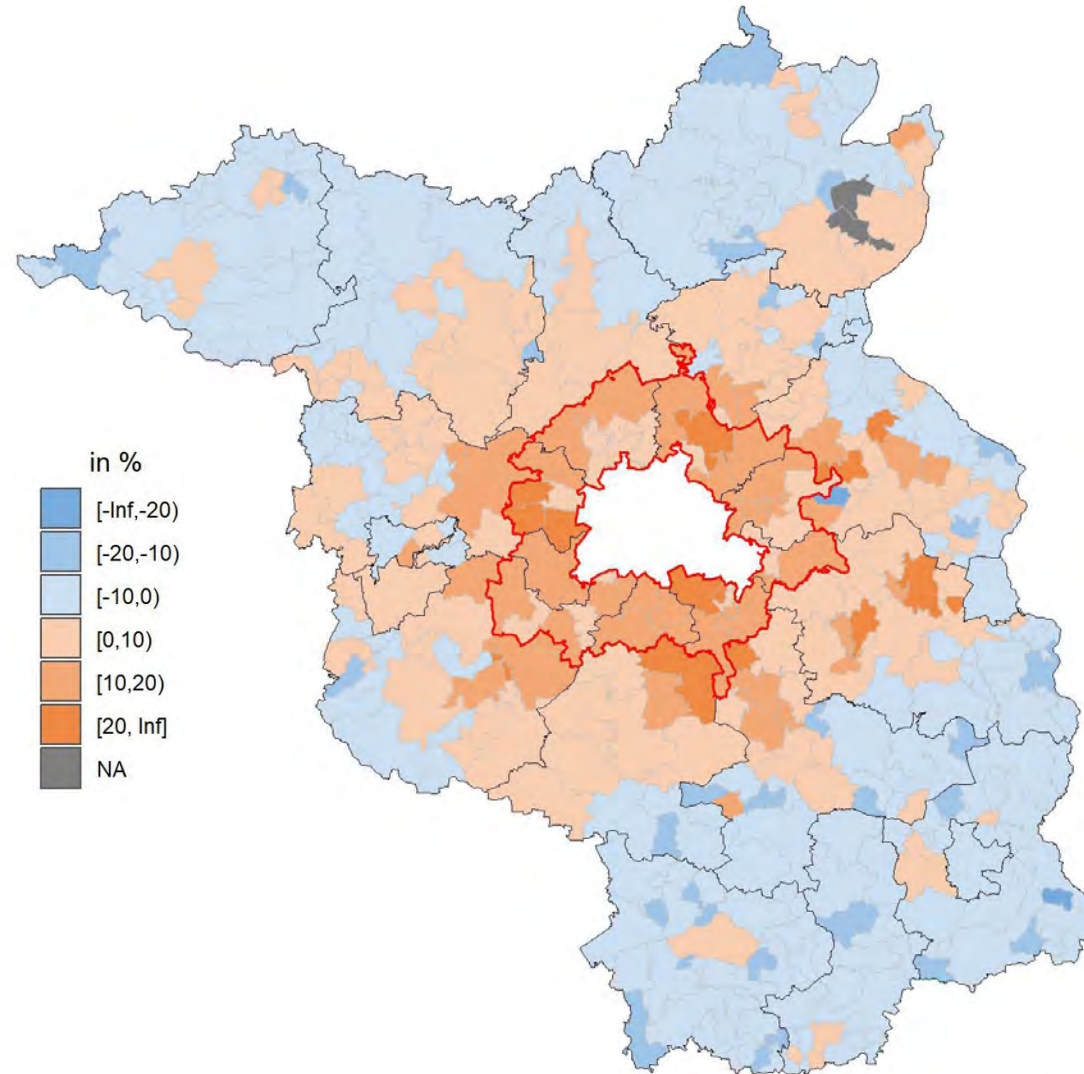 in %
[-Inf,-20)
[-20,-10)
[-10,0)
[0,10)
[10,20)
[20, Inf]
NA